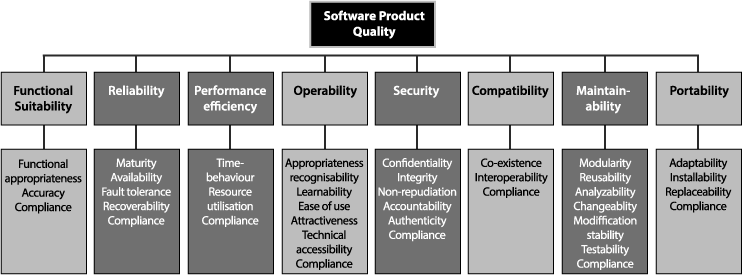 Software Product
Quality
Functional
Suitability
Reliability
Performance
efficiency
Operability
Security
Compatibility
Maintain-
ability
Portability
Functional
appropriateness
Accuracy
Compliance
Maturity
Availability
Fault tolerance
Recoverability
Compliance
Time-
behaviour
Resource
utilisation
Compliance
Appropriateness
recognisability
Learnability
Ease of use
Attractiveness
Technical
accessibility
Compliance
Confidentiality
Integrity
Non-repudiation
Accountability
Authenticity
Compliance
Co-existence
Interoperability
Compliance
Modularity
Reusability
Analyzability
Changeablity
Modiffication
stability
Testability
Compliance
Adaptability
Installability
Replaceability
Compliance